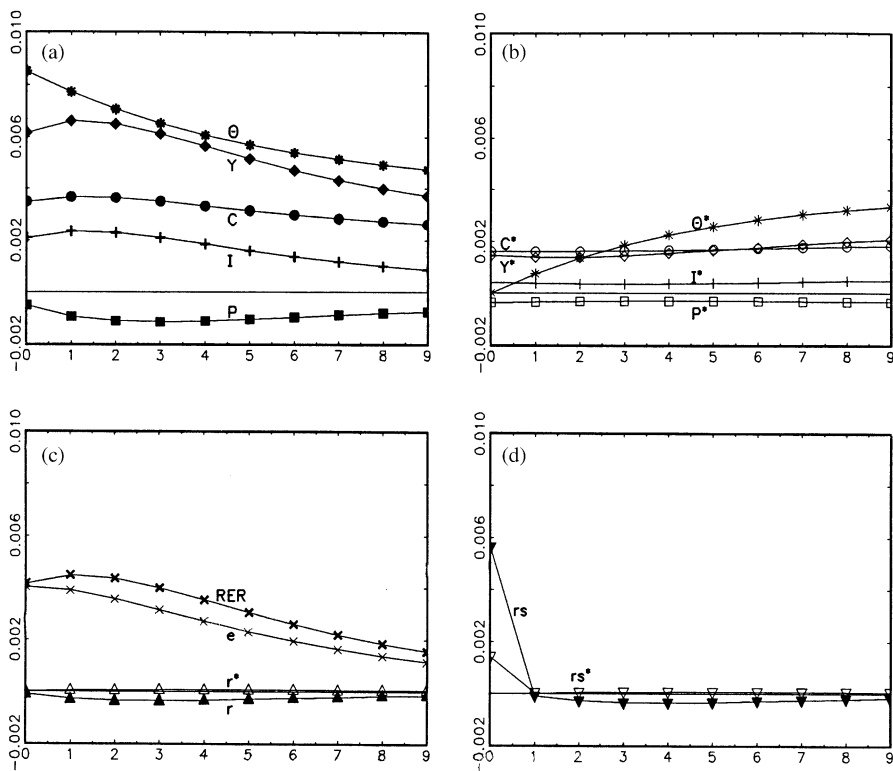 (a)
0.010
0.006
0.002
−0.002
Θ
Y
C
I
P
0 1 2 3 4 5 6 7 8 9
(b)
0.010
0.006
0.002
−0.002
Θ*
C*
Y*
I*
P*
0 1 2 3 4 5 6 7 8 9
(c)
0.010
0.006
0.002
−0.002
RER
e
r*
r
0 1 2 3 4 5 6 7 8 9
(d)
0.010
0.006
0.002
−0.002
rs
rs*
0 1 2 3 4 5 6 7 8 9